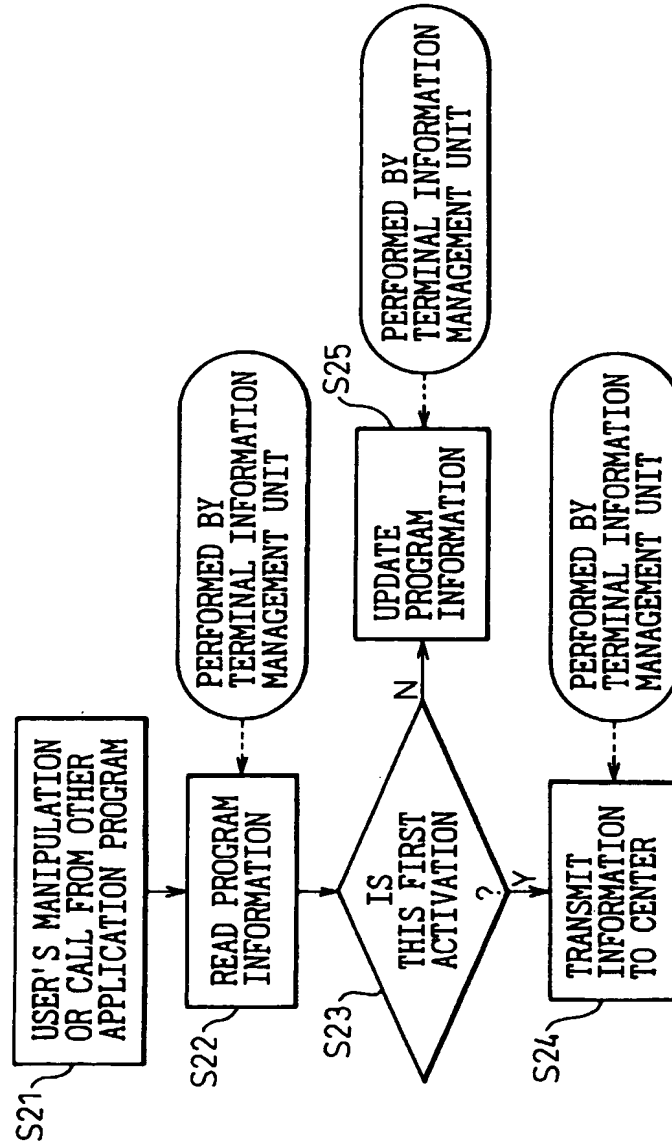 S21
USER'S MANIPULATION
OR CALL FROM OTHER
APPLICATION PROGRAM
S22
READ PROGRAM
INFORMATION
PERFORMED BY
TERMINAL INFORMATION
MANAGEMENT UNIT
S23
IS
THIS FIRST
ACTIVATION
?
N
Y
S25
UPDATE
PROGRAM
INFORMATION
PERFORMED BY
TERMINAL INFORMATION
MANAGEMENT UNIT
S24
TRANSMIT
INFORMATION
TO CENTER
PERFORMED BY
TERMINAL INFORMATION
MANAGEMENT UNIT